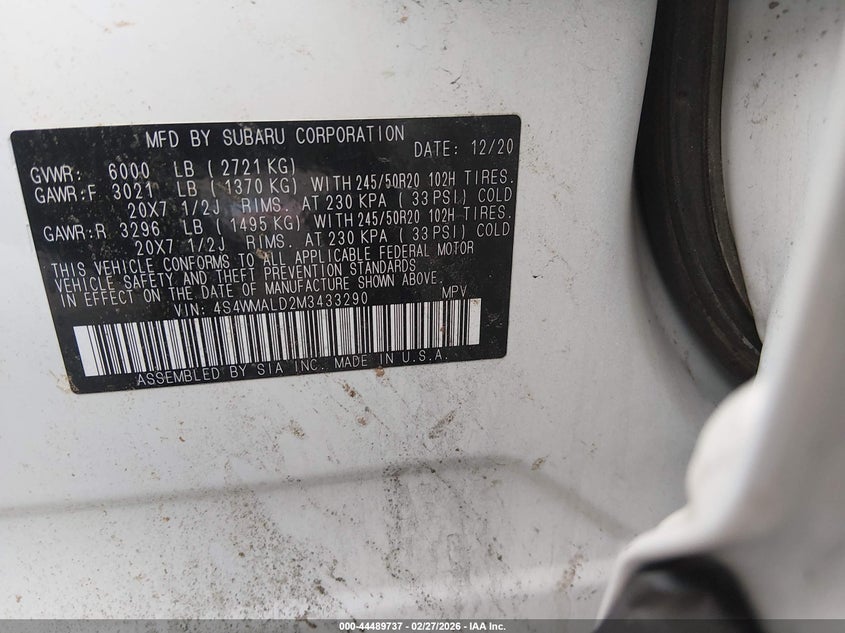 MFD BY SUBARU CORPORATION
DATE: 12/20
GVWR: 6000 LB (2721 KG)
GAWR:F 3021 LB (1370 KG) WITH 245/50R20 102H TIRES.
20X7 1/2J RIMS. AT 230 KPA (33 PSI) COLD
GAWR:R 3296 LB (1495 KG) WITH 245/50R20 102H TIRES.
20X7 1/2J RIMS. AT 230 KPA (33 PSI) COLD
THIS VEHICLE CONFORMS TO ALL APPLICABLE FEDERAL MOTOR
VEHICLE SAFETY AND THEFT PREVENTION STANDARDS
IN EFFECT ON THE DATE OF MANUFACTURE SHOWN ABOVE.
VIN: 4S4WMALD2M3433290 MPV
ASSEMBLED BY SIA INC. MADE IN U.S.A.
000-44489737 - 02/27/2026 - IAA Inc.